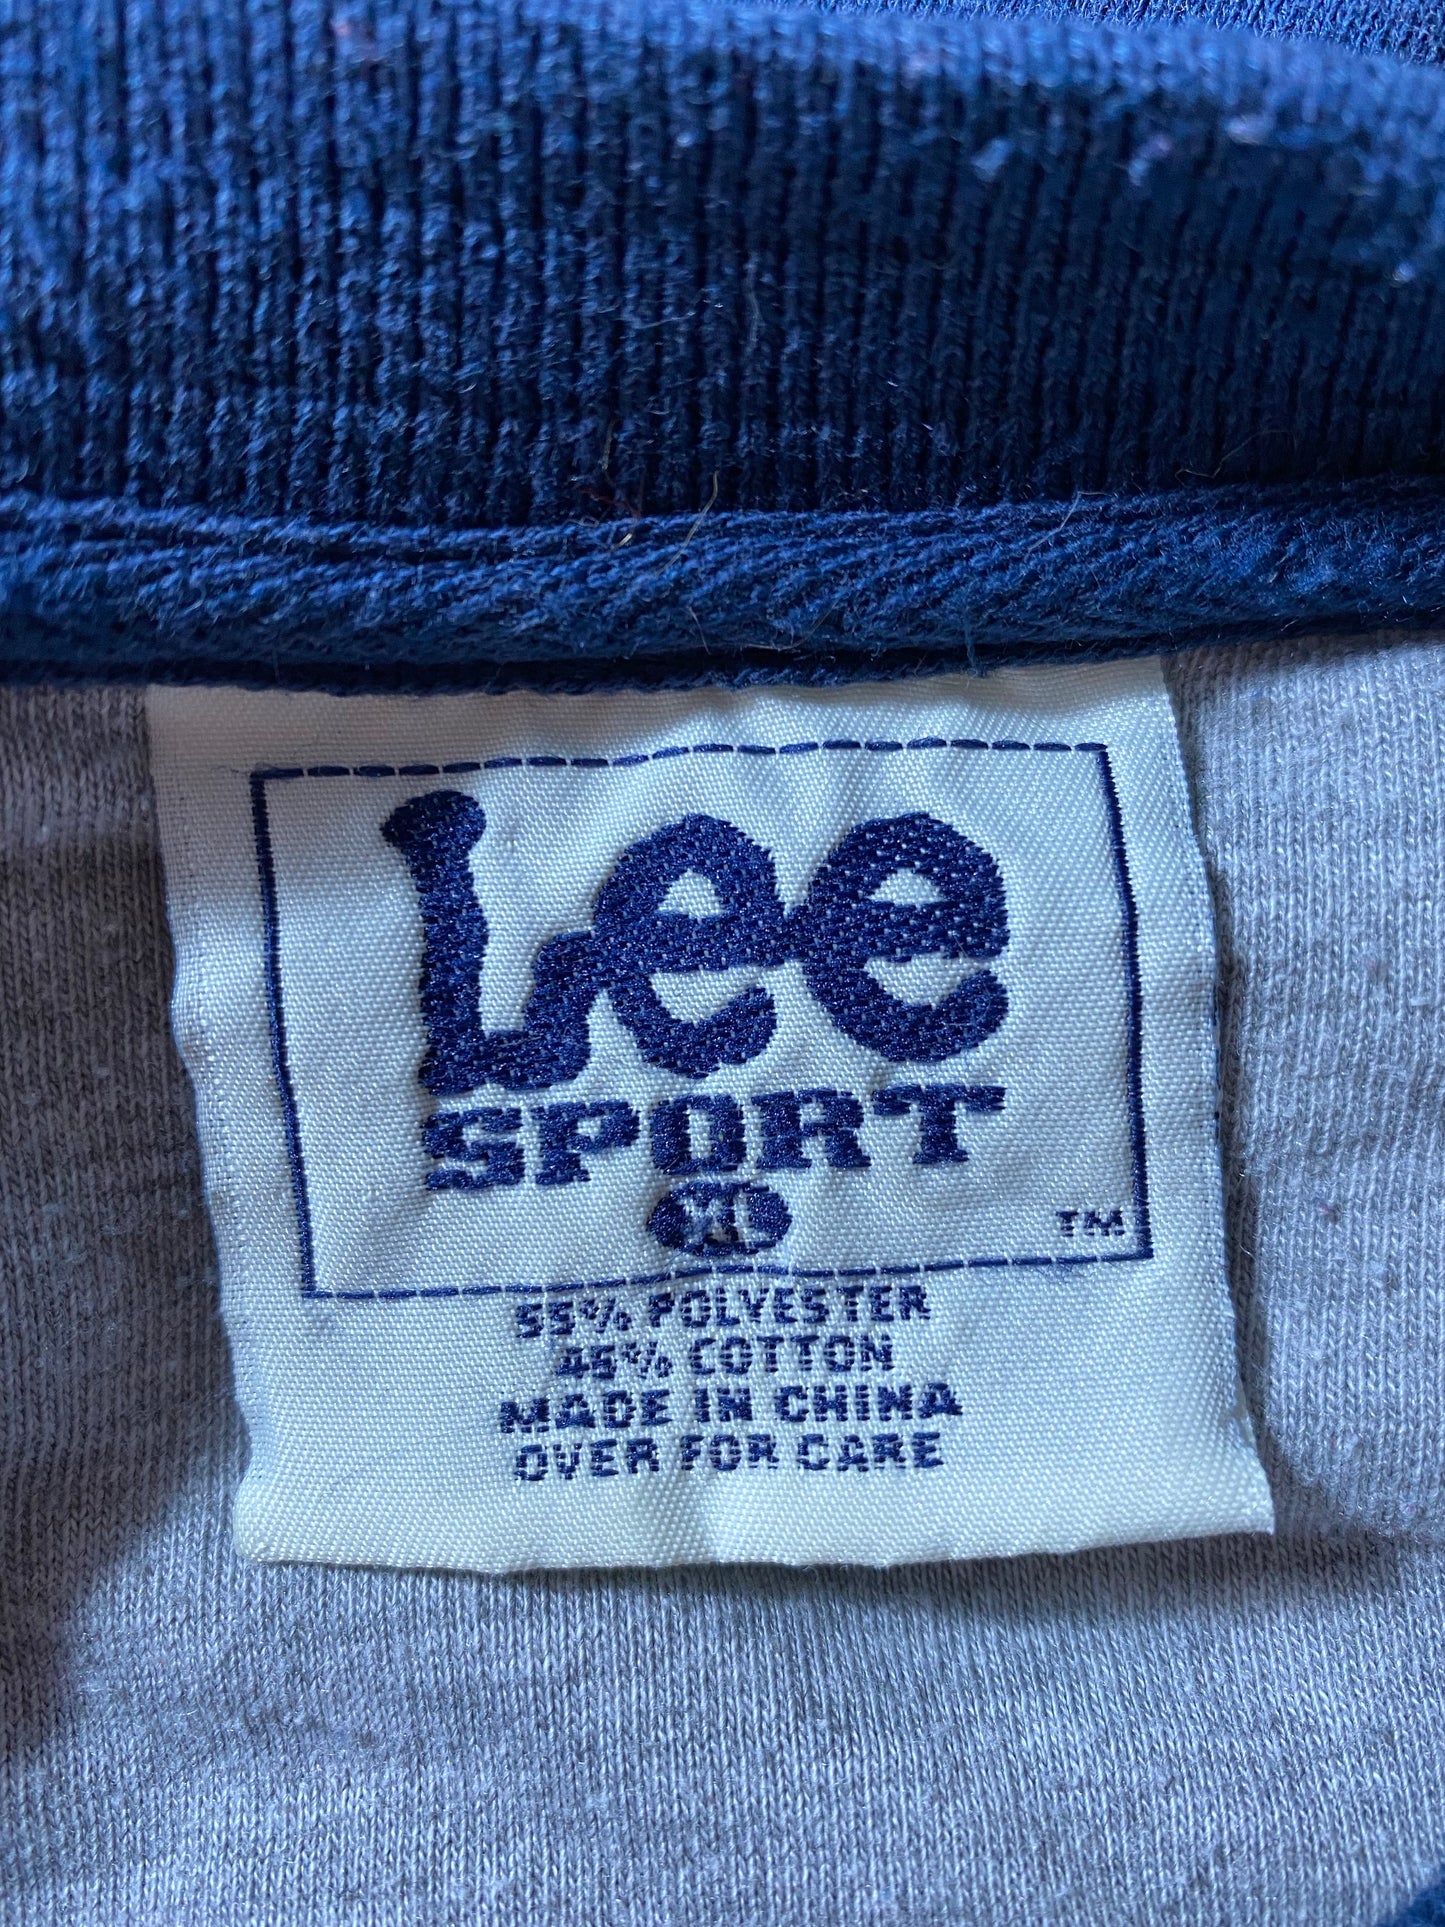 Lee
SPORT
XL
TM
55% POLYESTER
45% COTTON
MADE IN CHINA
OVER FOR CARE